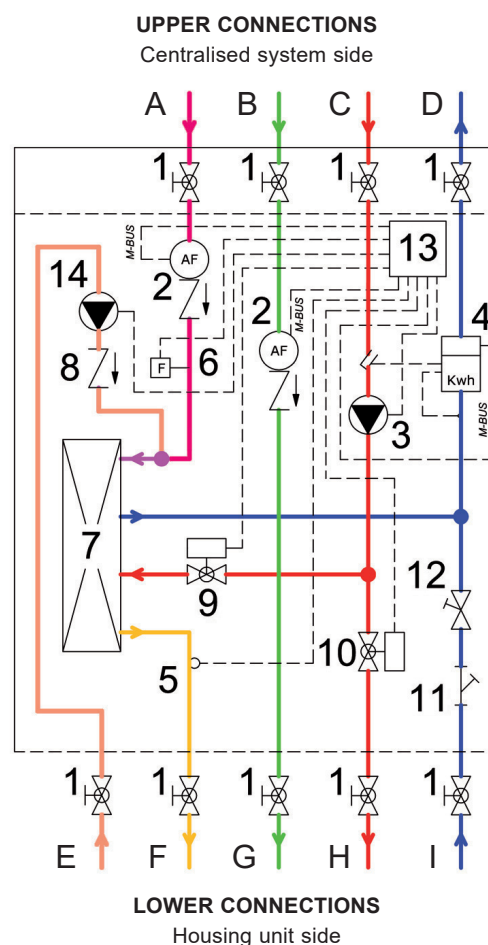 UPPER CONNECTIONS
Centralised system side
A B C D
1 1 1 1
M-BUS
AF
2
13
14
2
M-BUS
4
8
F
6
AF
3
Kwh
M-BUS
7
9
12
5
10
11
1 1 1 1 1
E F G H I
LOWER CONNECTIONS
Housing unit side